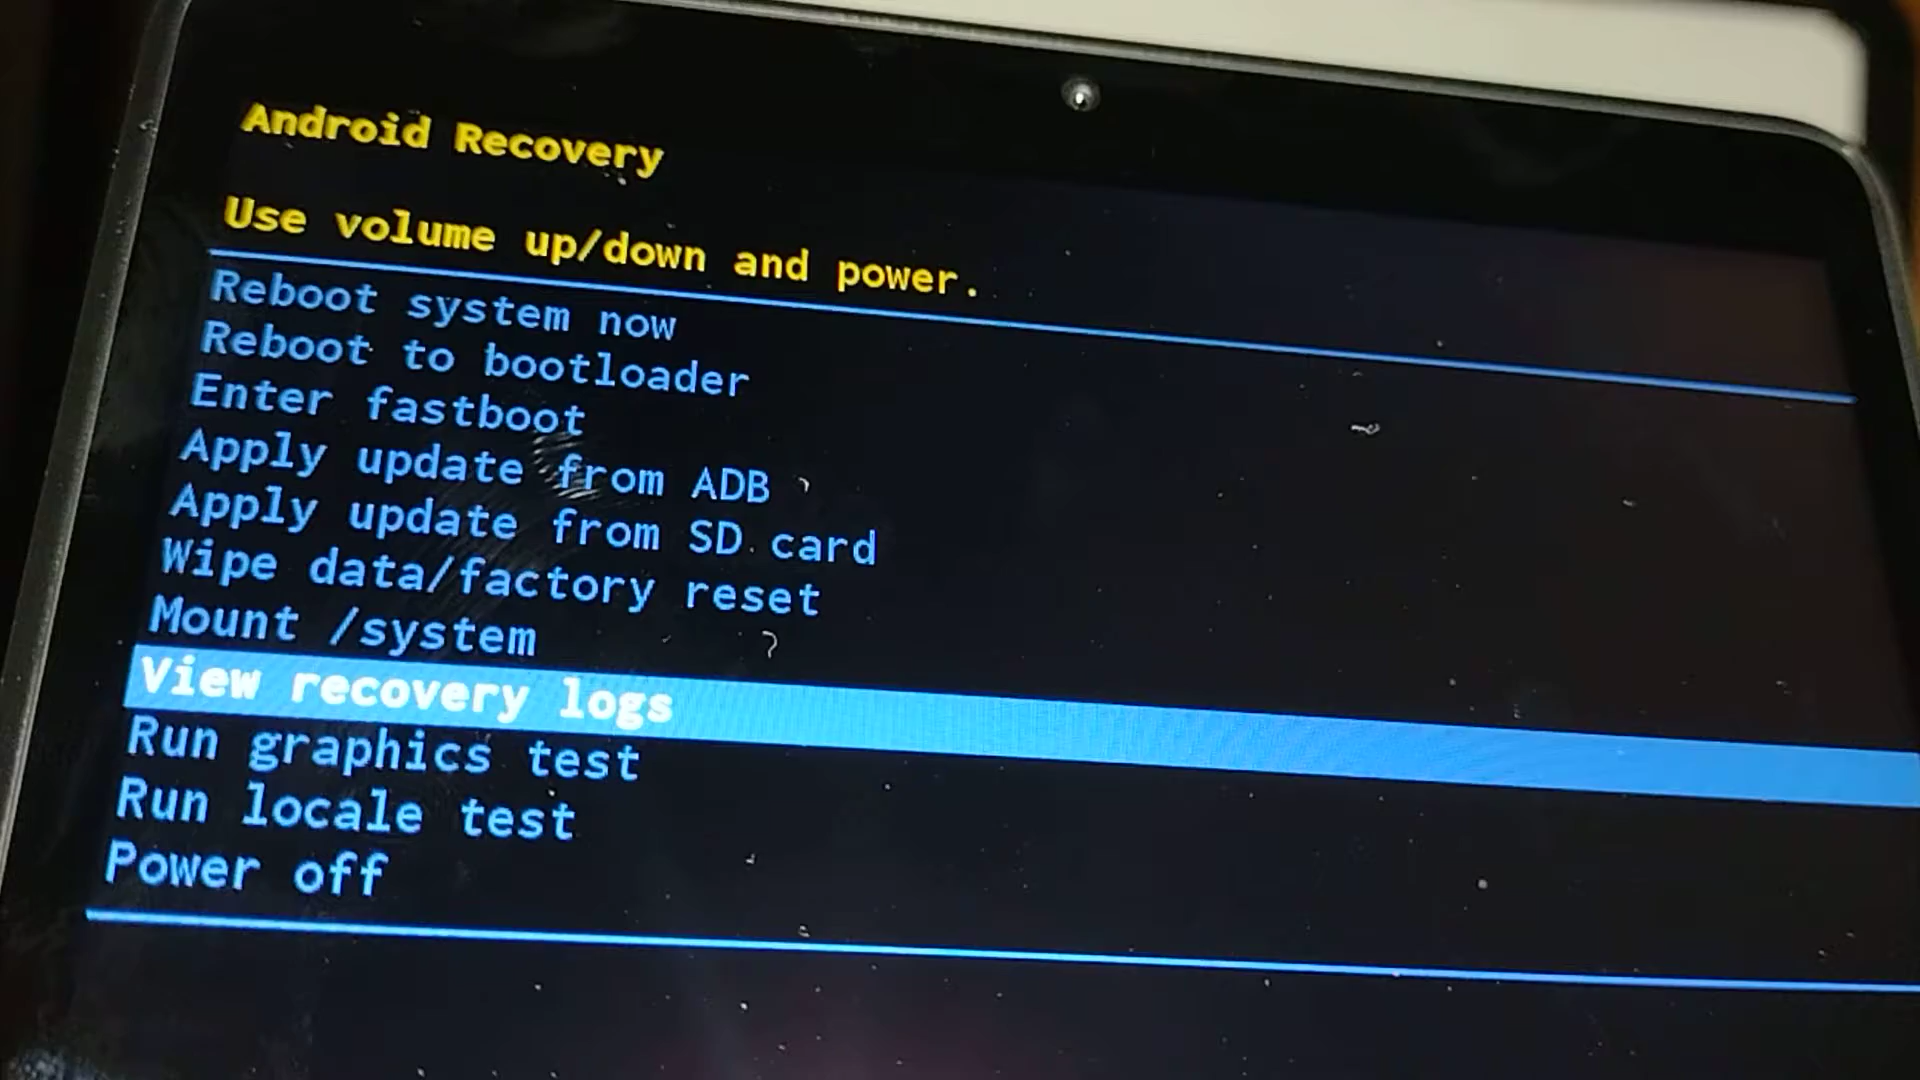 Android Recovery
Use volume up/down and power.
Reboot system now
Reboot to bootloader
Enter fastboot
Apply update from ADB
Apply update from SD card
Wipe data/factory reset
Mount /system
View recovery logs
Run graphics test
Run locale test
Power off